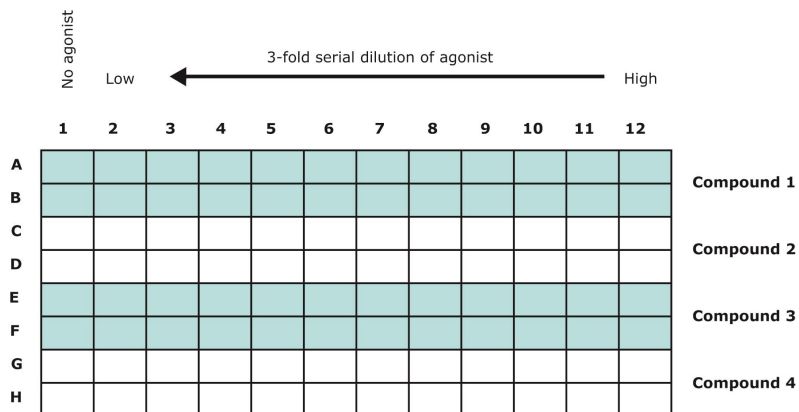 No agonist
3-fold serial dilution of agonist
Low High
1 2 3 4 5 6 7 8 9 10 11 12
A
Compound 1
B
C
Compound 2
D
E
Compound 3
F
G
Compound 4
H